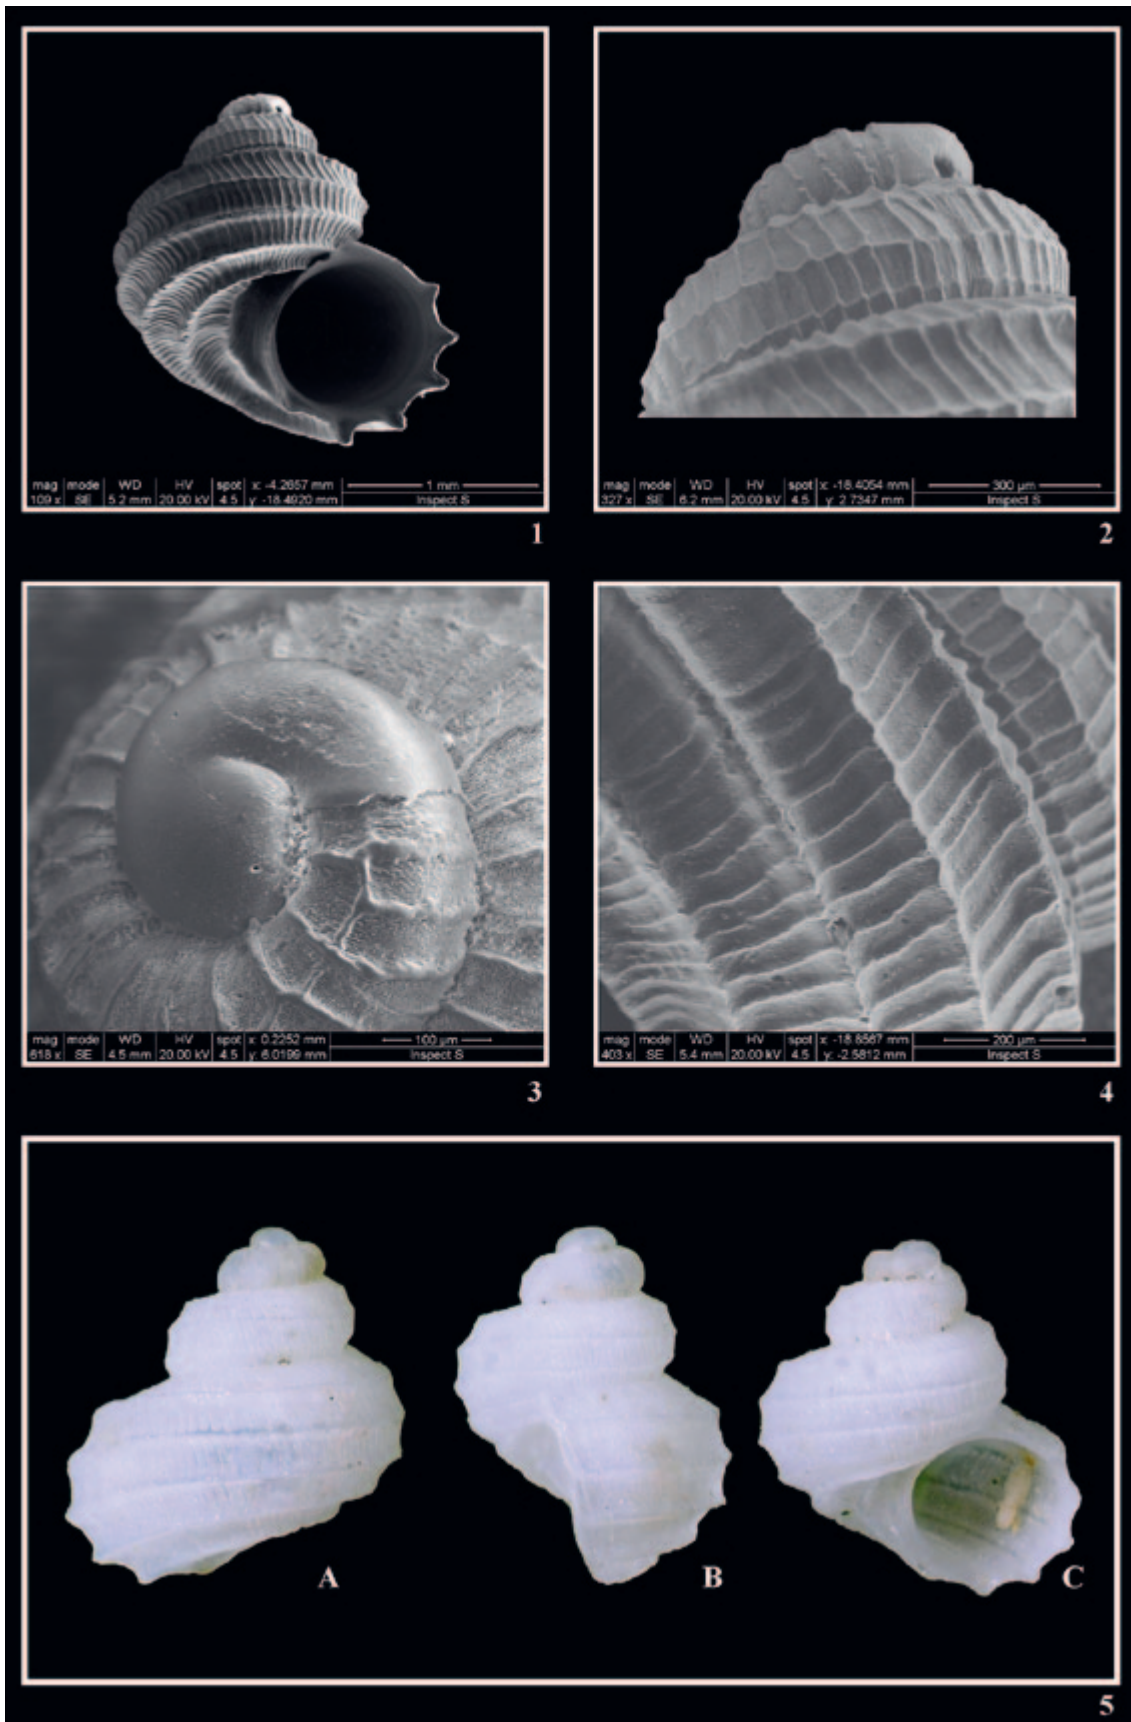 mag mode WD HV spot x: -4.2657 mm 1 mm
109 x SE 5.2 mm 20.00 kV 4.5 y: -18.4920 mm Inspect S
1
mag mode WD HV spot x: -18.4054 mm 300 µm
327 x SE 6.2 mm 20.00 kV 4.5 y: 2.7347 mm Inspect S
2
mag mode WD HV spot x: 0.2252 mm 100 µm
618 x SE 4.5 mm 20.00 kV 4.5 y: 6.0199 mm Inspect S
3
mag mode WD HV spot x: -18.8567 mm 200 µm
403 x SE 5.4 mm 20.00 kV 4.5 y: -2.5812 mm Inspect S
4
A B C
5